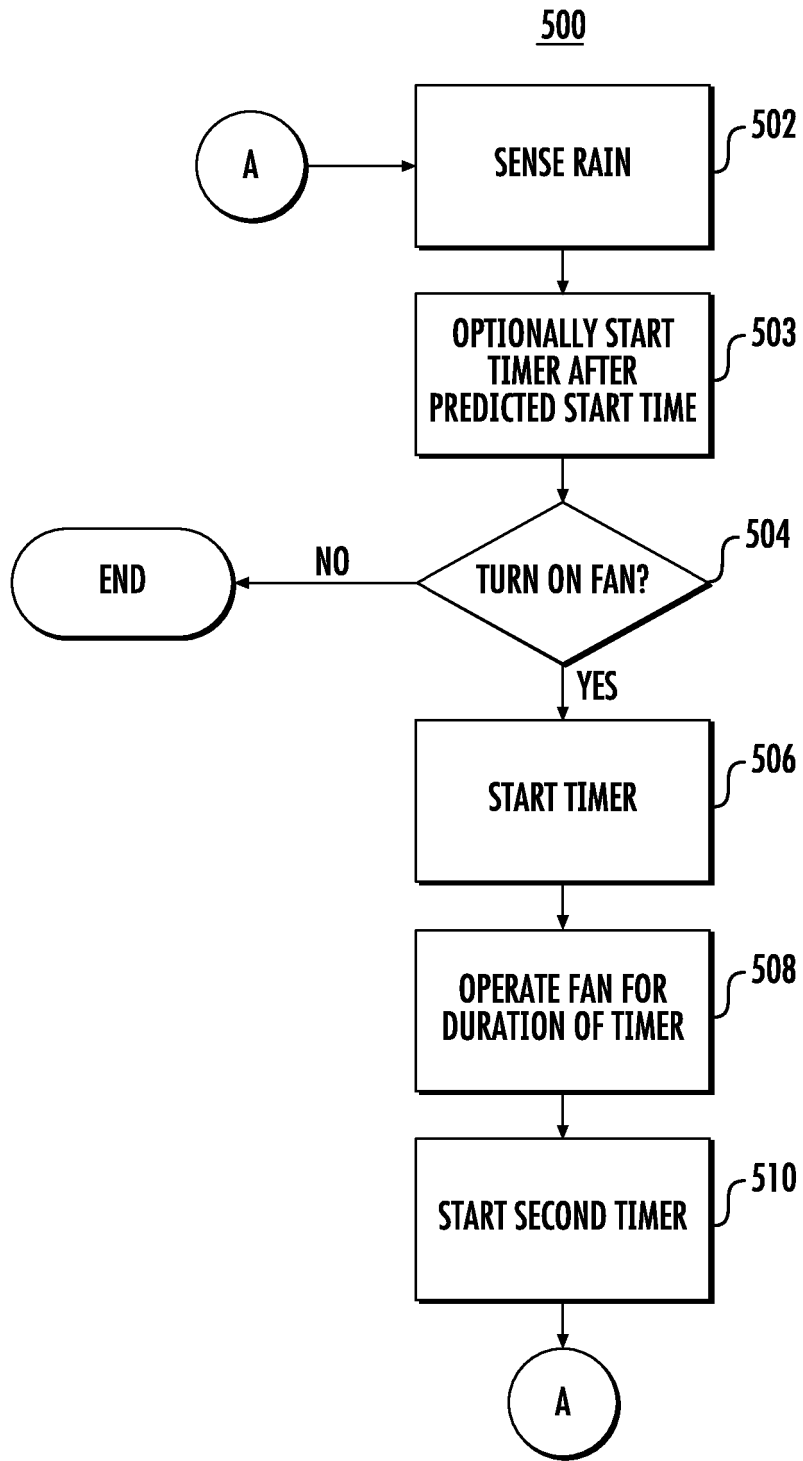 500
A
SENSE RAIN
502
OPTIONALLY START
TIMER AFTER
PREDICTED START TIME
503
TURN ON FAN?
504
NO
END
YES
START TIMER
506
OPERATE FAN FOR
DURATION OF TIMER
508
START SECOND TIMER
510
A